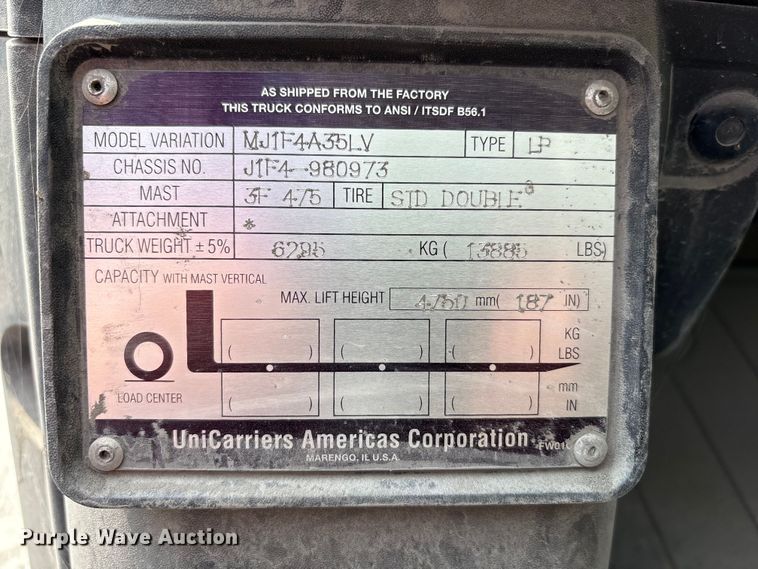 AS SHIPPED FROM THE FACTORY
THIS TRUCK CONFORMS TO ANSI / ITSDF B56.1
MODEL VARIATION MJ1F4A35LV TYPE LP
CHASSIS NO. J1F4 -980973
MAST 3F 475 TIRE STD DOUBLE
ATTACHMENT *
TRUCK WEIGHT ± 5% 6295 KG ( 13885 LBS)
CAPACITY WITH MAST VERTICAL
MAX. LIFT HEIGHT 4750 mm( 187 IN)
KG
( ) ( ) ( ) LBS
mm
LOAD CENTER ( ) ( ) ( ) IN
UniCarriers Americas Corporation
MARENGO, IL U.S.A.
Purple Wave Auction